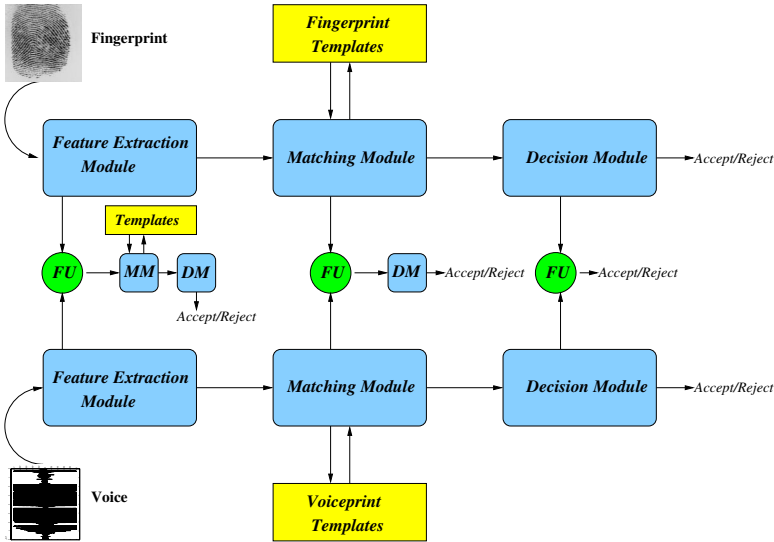 Fingerprint
Fingerprint
Templates
Feature Extraction
Module
Matching Module
Decision Module
Accept/Reject
Templates
FU
MM
DM
Accept/Reject
FU
DM
Accept/Reject
FU
Accept/Reject
Feature Extraction
Module
Matching Module
Decision Module
Accept/Reject
Voice
Voiceprint
Templates